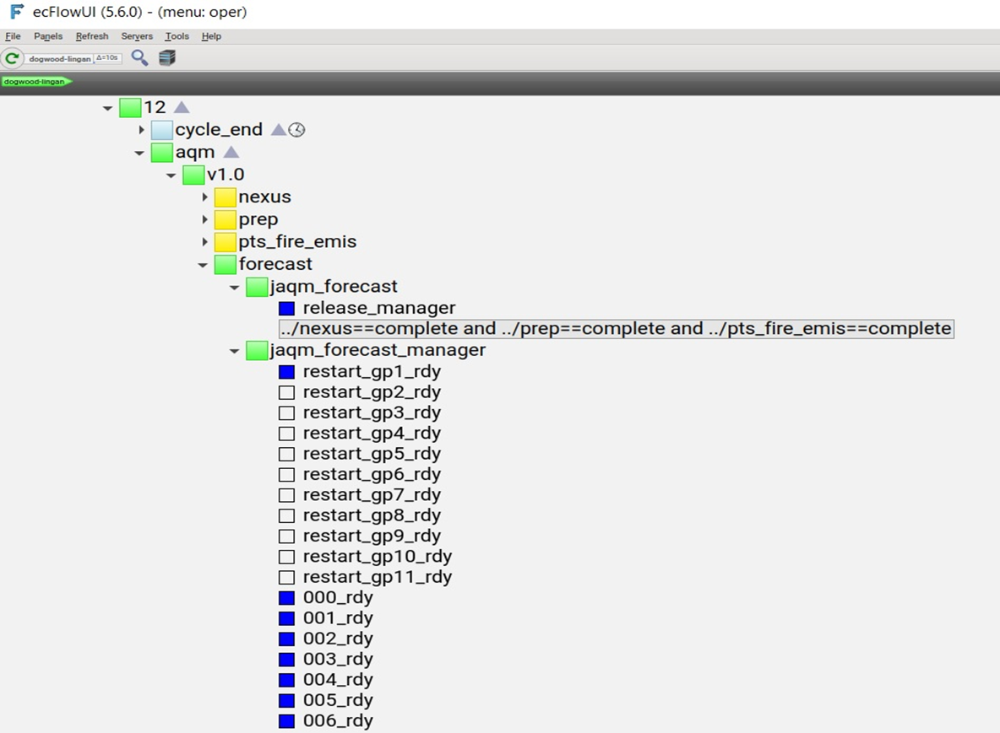 ecFlowUI (5.6.0) - (menu: oper)
File Panels Refresh Servers Tools Help
dogwood-lingan Δ=10s
dogwood-lingan
12
cycle_end
aqm
v1.0
nexus
prep
pts_fire_emis
forecast
jaqm_forecast
release_manager
../nexus==complete and ../prep==complete and ../pts_fire_emis==complete
jaqm_forecast_manager
restart_gp1_rdy
restart_gp2_rdy
restart_gp3_rdy
restart_gp4_rdy
restart_gp5_rdy
restart_gp6_rdy
restart_gp7_rdy
restart_gp8_rdy
restart_gp9_rdy
restart_gp10_rdy
restart_gp11_rdy
000_rdy
001_rdy
002_rdy
003_rdy
004_rdy
005_rdy
006_rdy